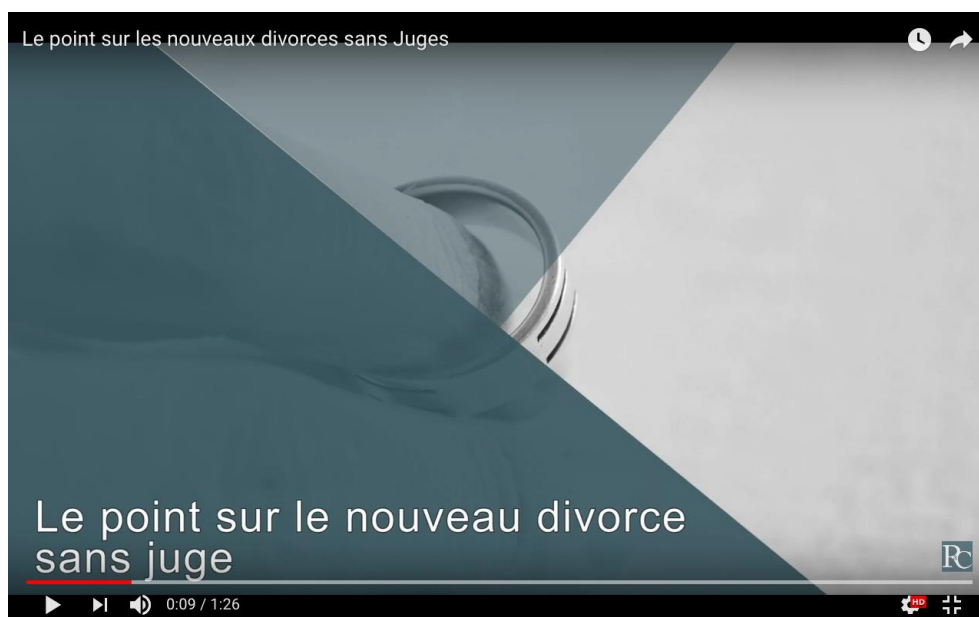 Le point sur les nouveaux divorces sans Juges
Le point sur le nouveau divorce
sans juge
RC
0:09 / 1:26
HD